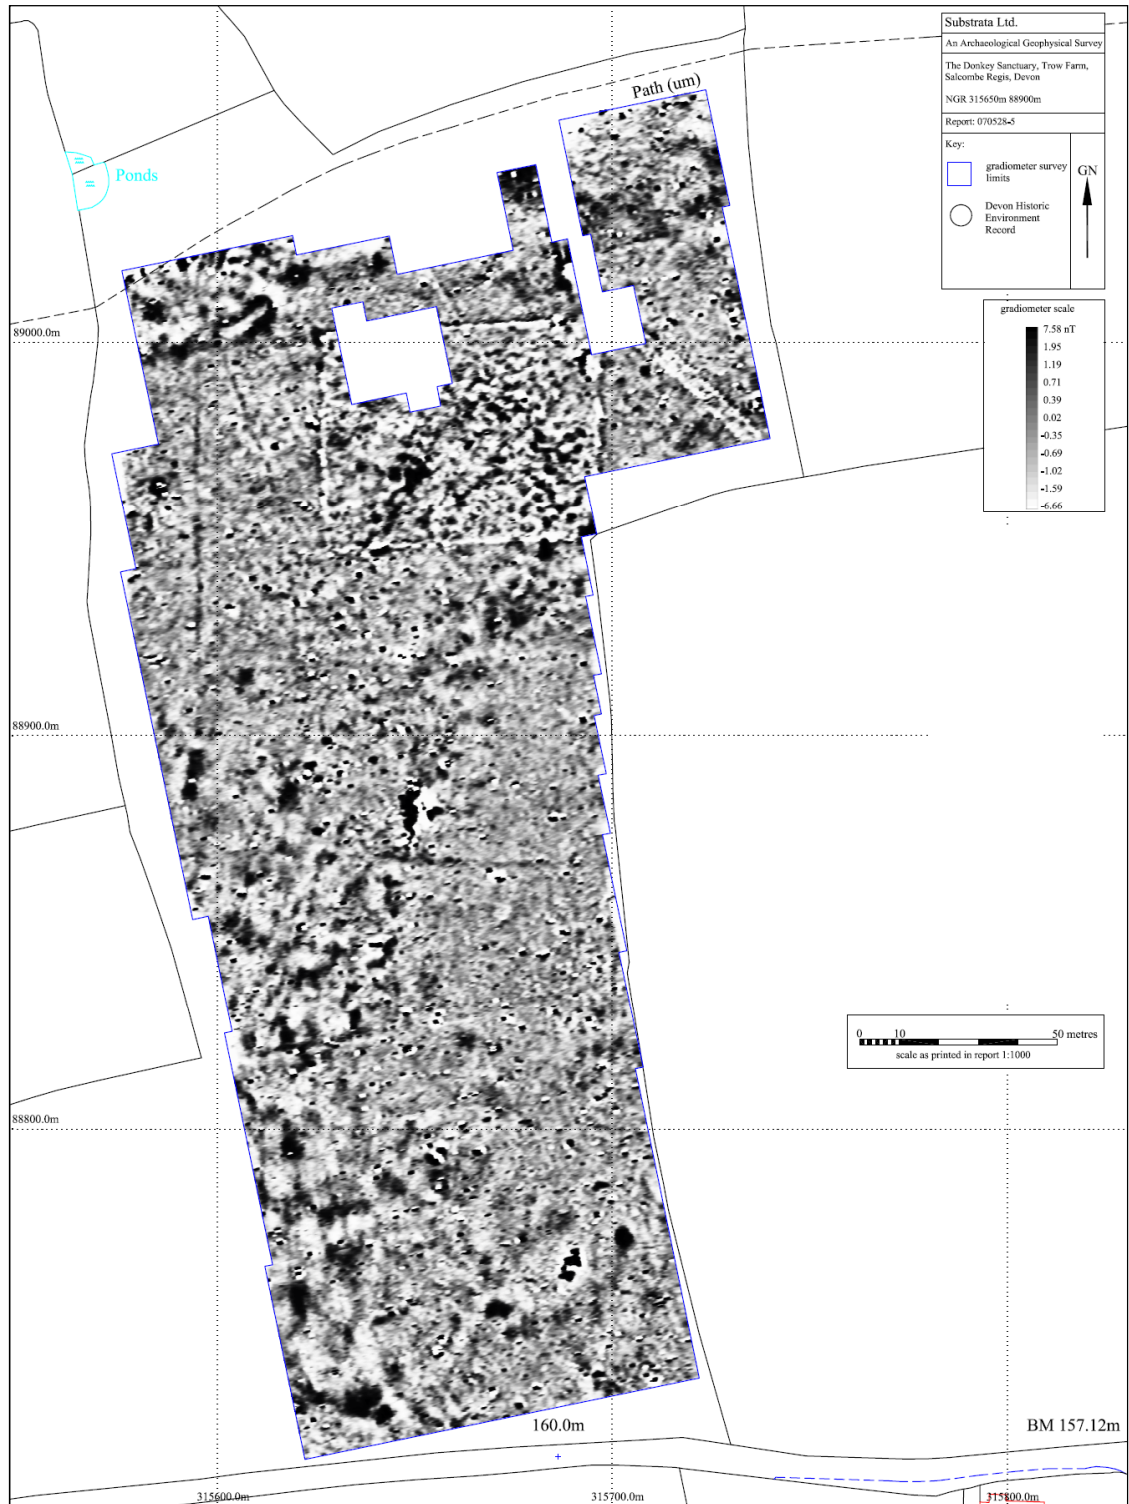 Substrata Ltd.
An Archaeological Geophysical Survey
The Donkey Sanctuary, Trow Farm,
Salcombe Regis, Devon
NGR 315650m 88900m
Report: 070528-5
Key:
gradiometer survey
limits
Devon Historic
Environment
Record
GN
Path (um)
Ponds
gradiometer scale
7.58 nT
1.95
1.19
0.71
0.39
0.02
-0.35
-0.69
-1.02
-1.59
-6.66
89000.0m
88900.0m
0 10 50 metres
scale as printed in report 1:1000
88800.0m
160.0m
BM 157.12m
315600.0m
315700.0m
315800.0m